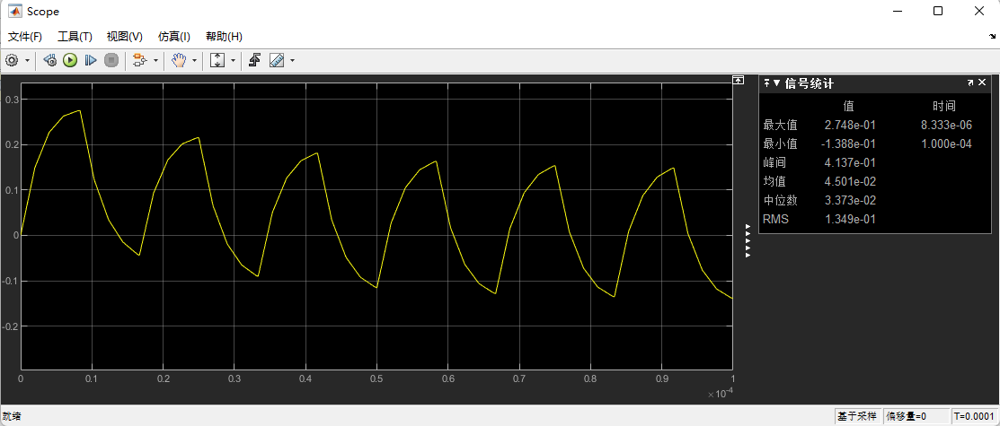 Scope
文件(F) 工具(T) 视图(V) 仿真(I) 帮助(H)
信号统计
值 时间
最大值 2.748e-01 8.333e-06
最小值 -1.388e-01 1.000e-04
峰间 4.137e-01
均值 4.501e-02
中位数 3.373e-02
RMS 1.349e-01
0.3
0.2
0.1
0
-0.1
-0.2
0 0.1 0.2 0.3 0.4 0.5 0.6 0.7 0.8 0.9 1
×10-4
就绪 基于采样 偏移量=0 T=0.0001